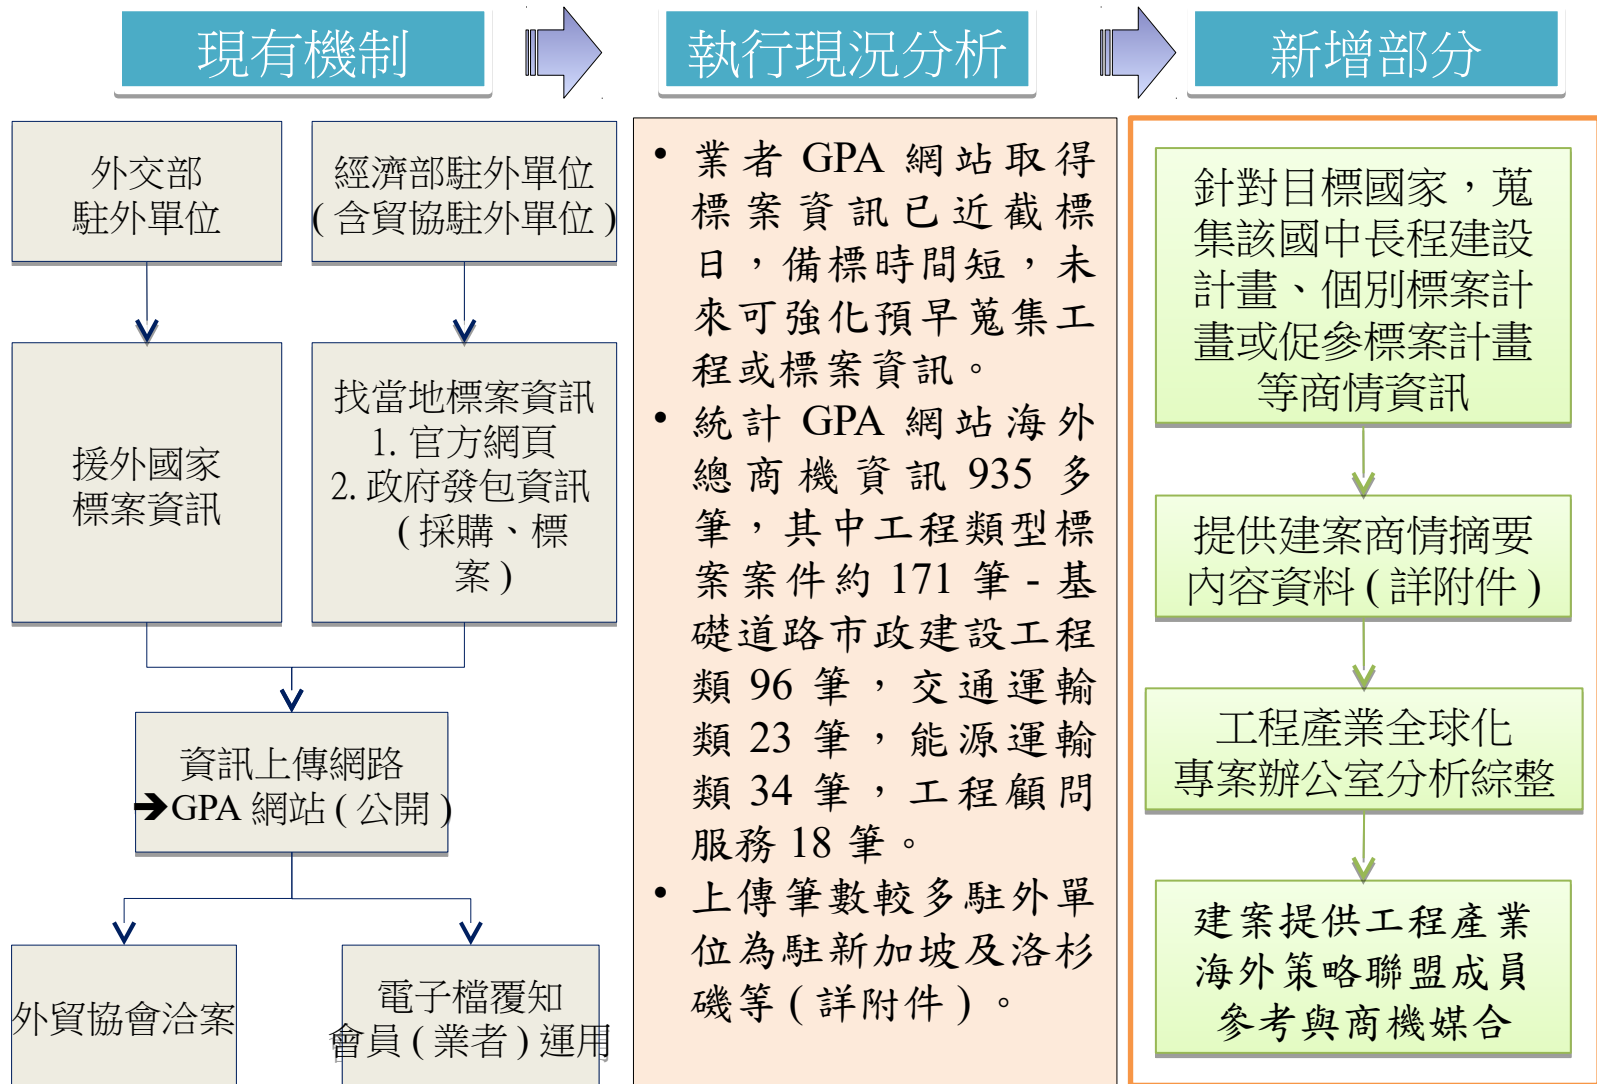 現有機制
執行現況分析
新增部分
外交部
駐外單位
經濟部駐外單位
(含貿協駐外單位)
援外國家
標案資訊
找當地標案資訊
1. 官方網頁
2. 政府發包資訊
(採購、標
案)
資訊上傳網路
➔GPA 網站(公開)
外貿協會洽案
電子檔覆知
會員(業者)運用
• 業者 GPA 網站取得
標案資訊已近截標
日，備標時間短，未
來可強化預早蒐集工
程或標案資訊。
• 統計 GPA 網站海外
總商機資訊 935 多
筆，其中工程類型標
案案件約 171 筆 - 基
礎道路市政建設工程
類 96 筆，交通運輸
類 23 筆，能源運輸
類 34 筆，工程顧問
服務 18 筆。
• 上傳筆數較多駐外單
位為駐新加坡及洛杉
磯等(詳附件)。
針對目標國家，蒐
集該國中長程建設
計畫、個別標案計
畫或促參標案計畫
等商情資訊
提供建案商情摘要
內容資料(詳附件)
工程產業全球化
專案辦公室分析綜整
建案提供工程產業
海外策略聯盟成員
參考與商機媒合